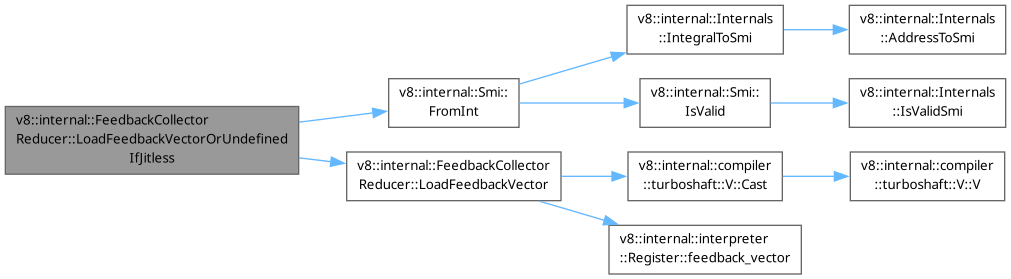 v8::internal::FeedbackCollector
Reducer::LoadFeedbackVectorOrUndefined
IfJitless
v8::internal::Smi::
FromInt
v8::internal::FeedbackCollector
Reducer::LoadFeedbackVector
v8::internal::Internals
::IntegralToSmi
v8::internal::Smi::
IsValid
v8::internal::compiler
::turboshaft::V::Cast
v8::internal::interpreter
::Register::feedback_vector
v8::internal::Internals
::AddressToSmi
v8::internal::Internals
::IsValidSmi
v8::internal::compiler
::turboshaft::V::V